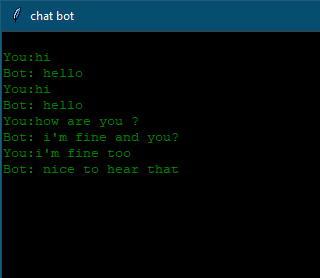 chat bot
You:hi
Bot: hello
You:hi
Bot: hello
You:how are you ?
Bot: i'm fine and you?
You:i'm fine too
Bot: nice to hear that